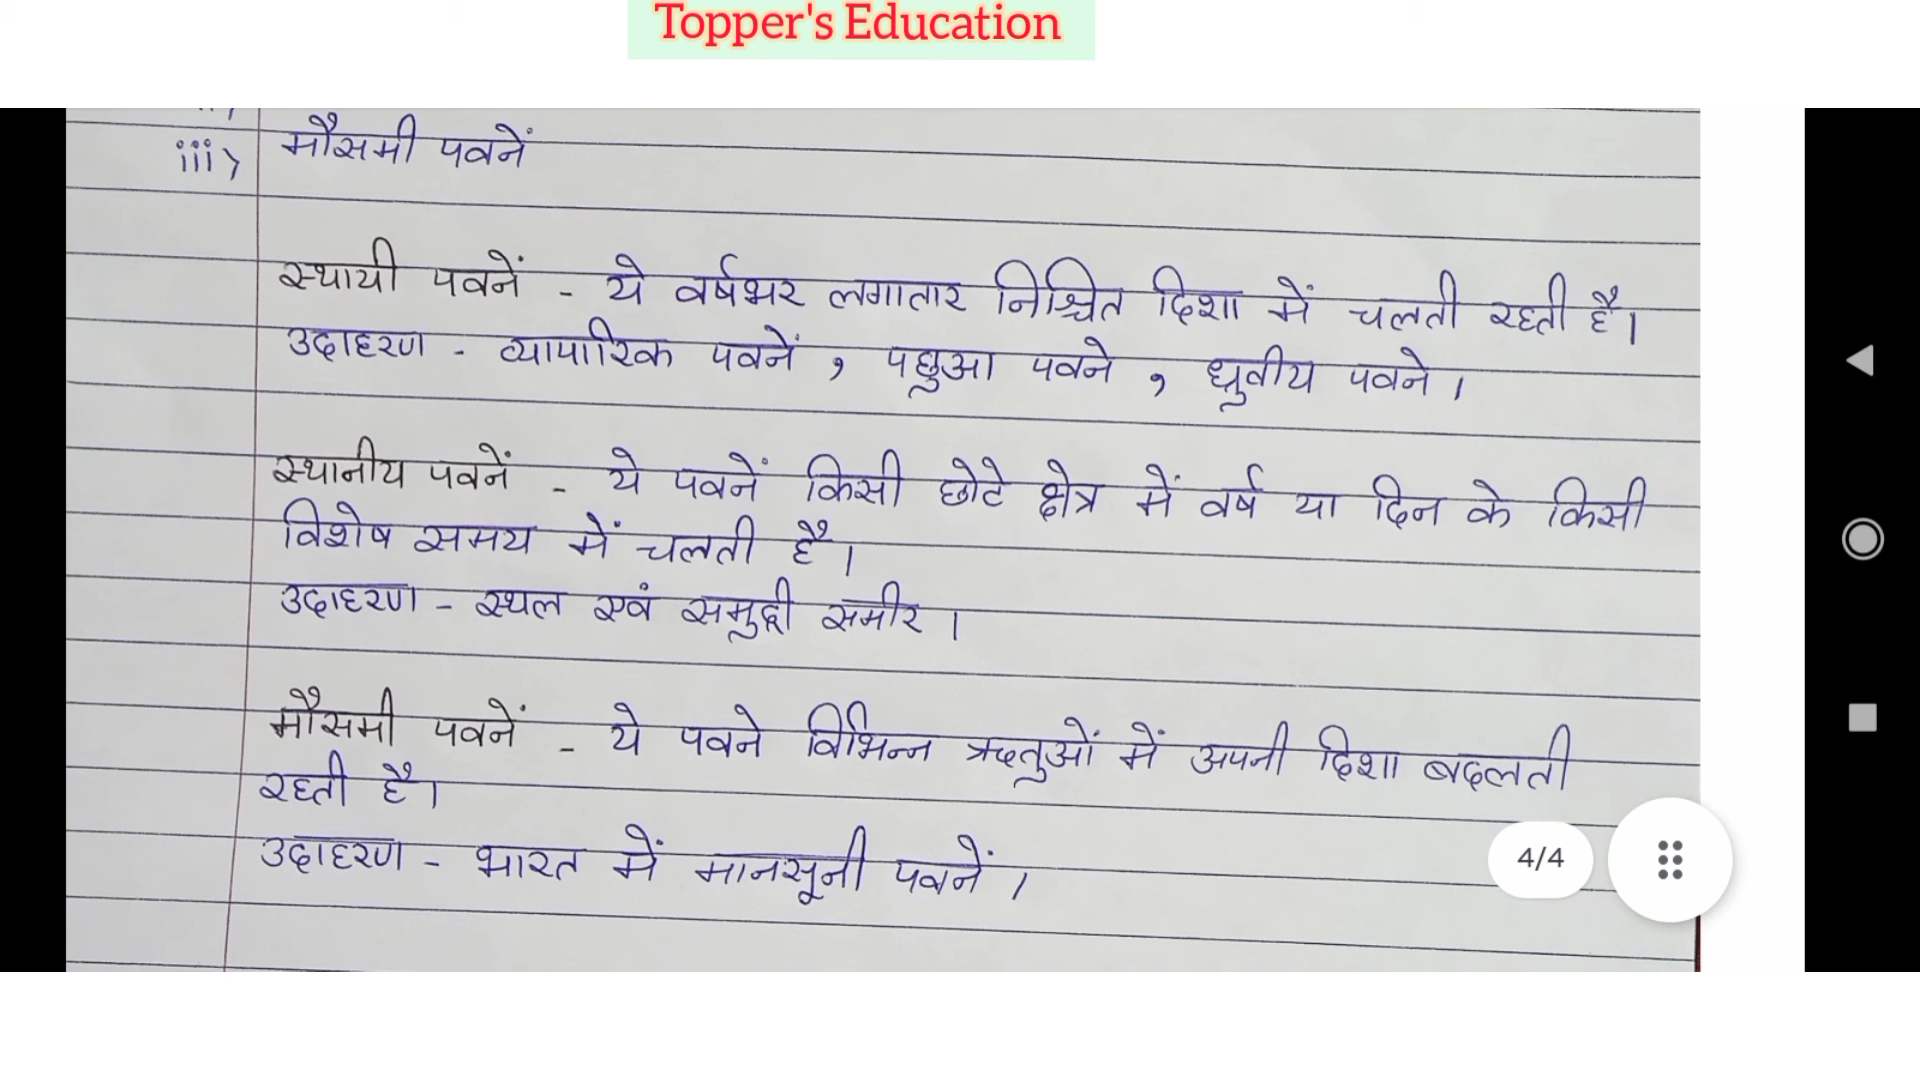 Topper's Education
iii> मौसमी पवनें
स्थायी पवनें - ये वर्षभर लगातार निश्चित दिशा में चलती रहती है।
उदाहरण - व्यापारिक पवनें , पछुआ पवने , ध्रुवीय पवने।
स्थानीय पवनें - ये पवनें किसी छोटे क्षेत्र में वर्ष या दिन के किसी
विशेष समय में चलती है।
उदाहरण - स्थल एवं समुद्री समीर।
मौसमी पवनें - ये पवने विभिन्न ऋतुओं में अपनी दिशा बदलती
रहती है।
उदाहरण - भारत में मानसूनी पवनें।
4/4